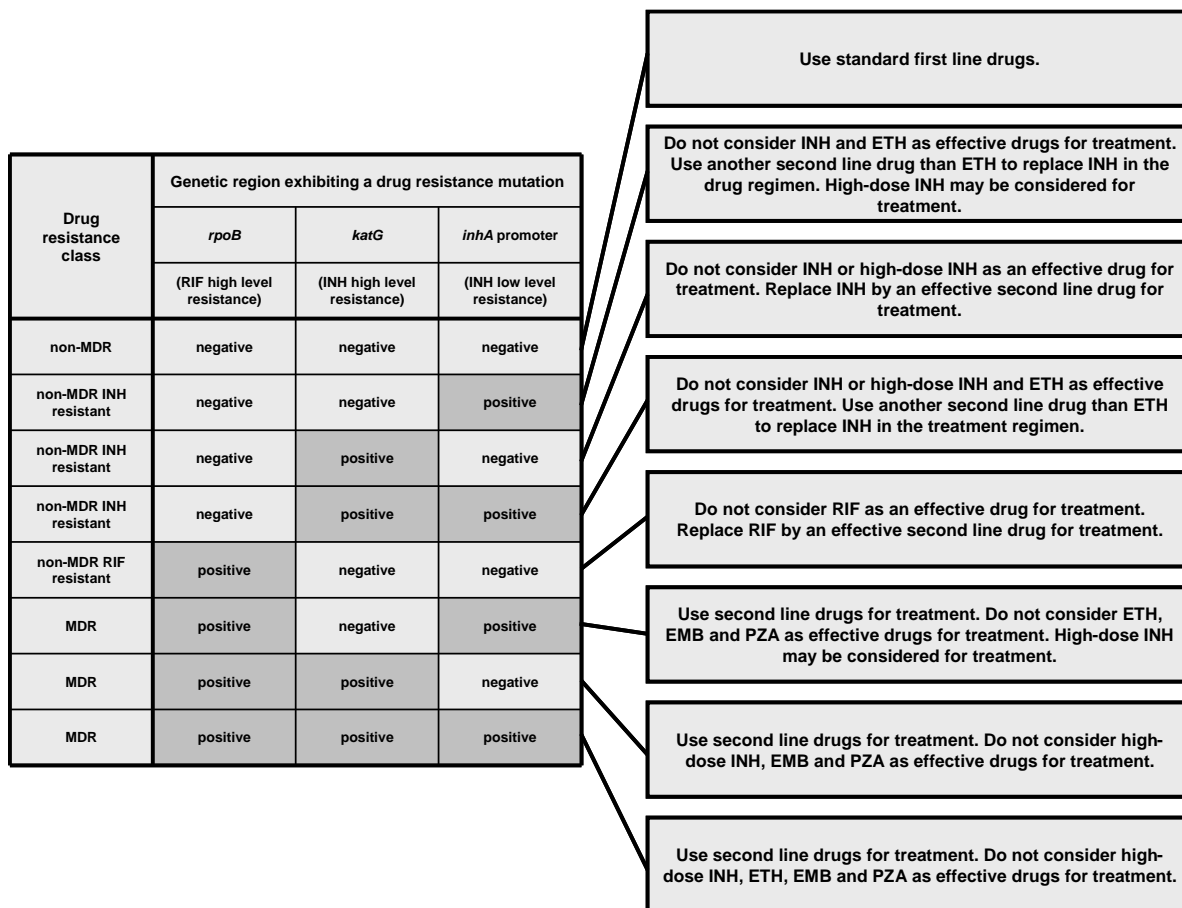 Use standard first line drugs.
Do not consider INH and ETH as effective drugs for treatment.
Use another second line drug than ETH to replace INH in the
drug regimen. High-dose INH may be considered for
treatment.
Do not consider INH or high-dose INH as an effective drug for
treatment. Replace INH by an effective second line drug for
treatment.
Do not consider INH or high-dose INH and ETH as effective
drugs for treatment. Use another second line drug than ETH
to replace INH in the treatment regimen.
Do not consider RIF as an effective drug for treatment.
Replace RIF by an effective second line drug for treatment.
Use second line drugs for treatment. Do not consider ETH,
EMB and PZA as effective drugs for treatment. High-dose INH
may be considered for treatment.
Use second line drugs for treatment. Do not consider high-
dose INH, EMB and PZA as effective drugs for treatment.
Use second line drugs for treatment. Do not consider high-
dose INH, ETH, EMB and PZA as effective drugs for treatment.
Drug
resistance
class
Genetic region exhibiting a drug resistance mutation
rpoB katG inhA promoter
(RIF high level (INH high level (INH low level
resistance) resistance) resistance)
non-MDR negative negative negative
non-MDR INH
resistant negative negative positive
non-MDR INH
resistant negative positive negative
non-MDR INH
resistant negative positive positive
non-MDR RIF
resistant positive negative negative
MDR positive negative positive
MDR positive positive negative
MDR positive positive positive